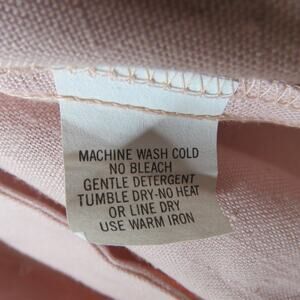 MACHINE WASH COLD
NO BLEACH
GENTLE DETERGENT
TUMBLE DRY-NO HEAT
OR LINE DRY
USE WARM IRON